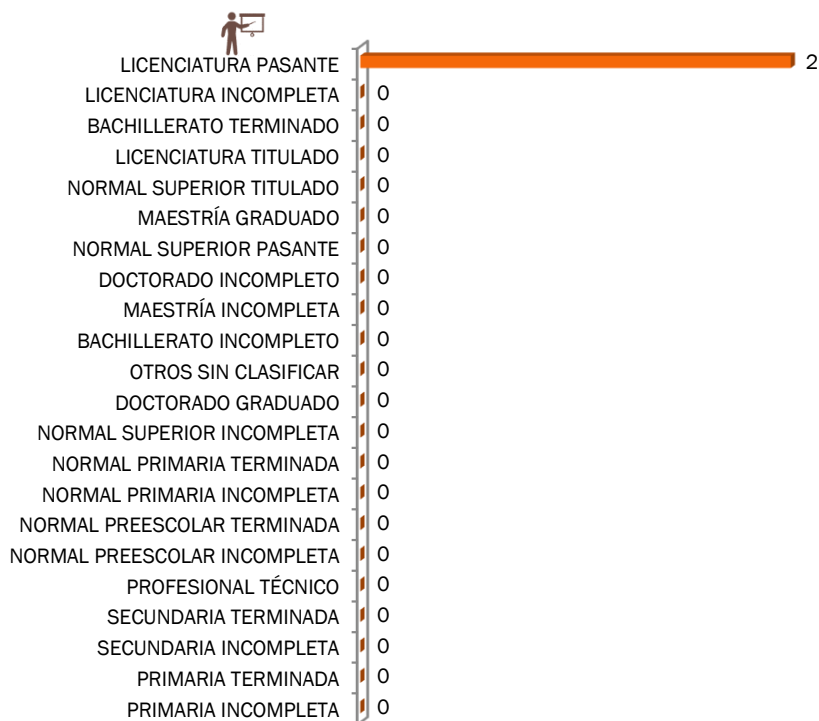 LICENCIATURA PASANTE 2
LICENCIATURA INCOMPLETA 0
BACHILLERATO TERMINADO 0
LICENCIATURA TITULADO 0
NORMAL SUPERIOR TITULADO 0
MAESTRÍA GRADUADO 0
NORMAL SUPERIOR PASANTE 0
DOCTORADO INCOMPLETO 0
MAESTRÍA INCOMPLETA 0
BACHILLERATO INCOMPLETO 0
OTROS SIN CLASIFICAR 0
DOCTORADO GRADUADO 0
NORMAL SUPERIOR INCOMPLETA 0
NORMAL PRIMARIA TERMINADA 0
NORMAL PRIMARIA INCOMPLETA 0
NORMAL PREESCOLAR TERMINADA 0
NORMAL PREESCOLAR INCOMPLETA 0
PROFESIONAL TÉCNICO 0
SECUNDARIA TERMINADA 0
SECUNDARIA INCOMPLETA 0
PRIMARIA TERMINADA 0
PRIMARIA INCOMPLETA 0